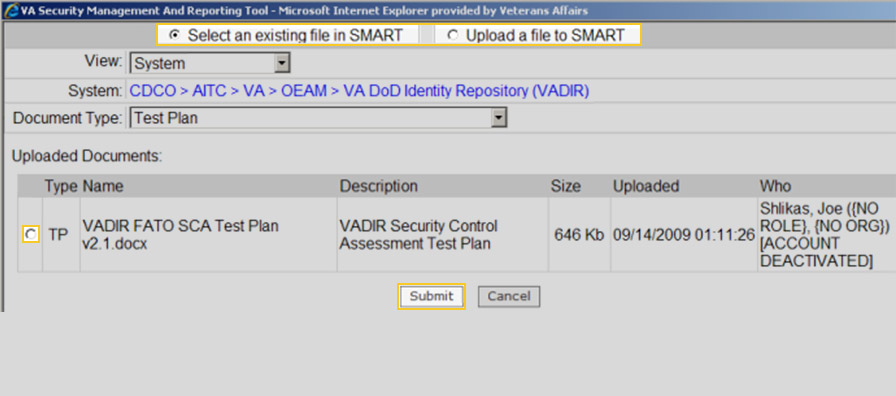 VA Security Management And Reporting Tool - Microsoft Internet Explorer provided by Veterans Affairs
Select an existing file in SMART Upload a file to SMART
View: System
System: CDCO > AITC > VA > OEAM > VA DoD Identity Repository (VADIR)
Document Type: Test Plan
Uploaded Documents:
Type Name Description Size Uploaded Who
TP VADIR FATO SCA Test Plan v2.1.docx VADIR Security Control Assessment Test Plan 646 Kb 09/14/2009 01:11:26 Shlikas, Joe ({NO ROLE}, {NO ORG}) [ACCOUNT DEACTIVATED]
Submit Cancel